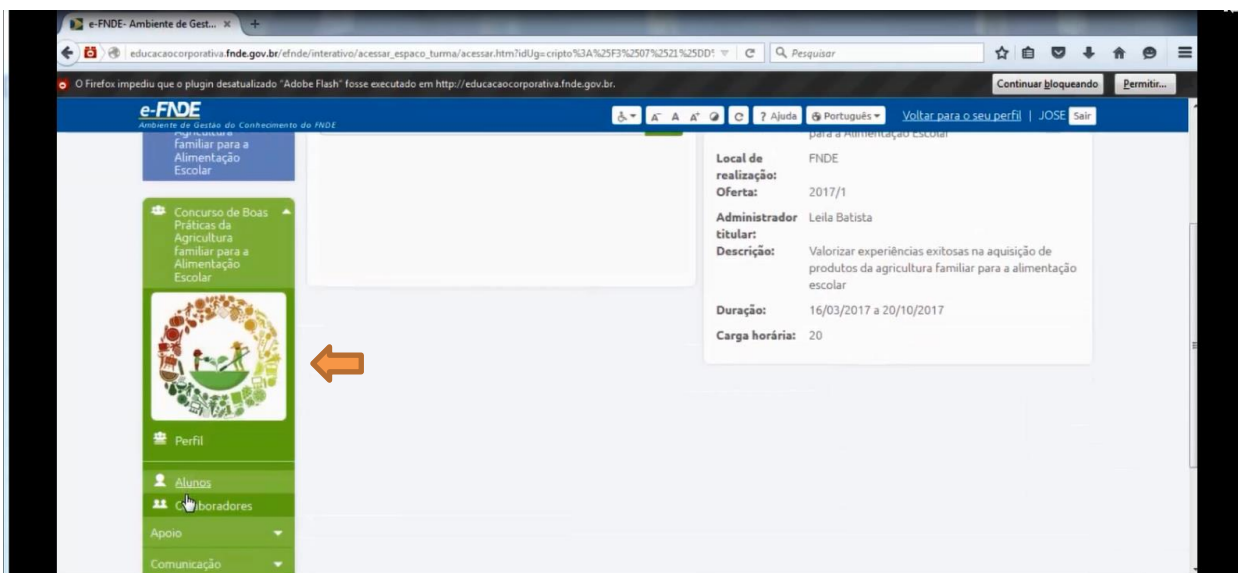 e-FNDE- Ambiente de Gest... × +
educacaocorporativa.fnde.gov.br/efnde/interativo/acessar_espaco_turma/acessar.htm?idUg=cripto%3A%25F3%2507%2521%25DD!
Pesquisar
O Firefox impediu que o plugin desatualizado "Adobe Flash" fosse executado em http://educacaocorporativa.fnde.gov.br.
Continuar bloqueando
Permitir...
e-FNDE
Ambiente de Gestão do Conhecimento do FNDE
A- A A+ ? Ajuda Português Voltar para o seu perfil | JOSE Sair
Agricultura
familiar para a
Alimentação
Escolar
Concurso de Boas
Práticas da
Agricultura
familiar para a
Alimentação
Escolar
Perfil
Alunos
Apoio
Comunicação
para a Alimentação Escolar
Local de realização: FNDE
Oferta: 2017/1
Administrador titular: Leila Batista
Descrição: Valorizar experiências exitosas na aquisição de
produtos da agricultura familiar para a alimentação
escolar
Duração: 16/03/2017 a 20/10/2017
Carga horária: 20